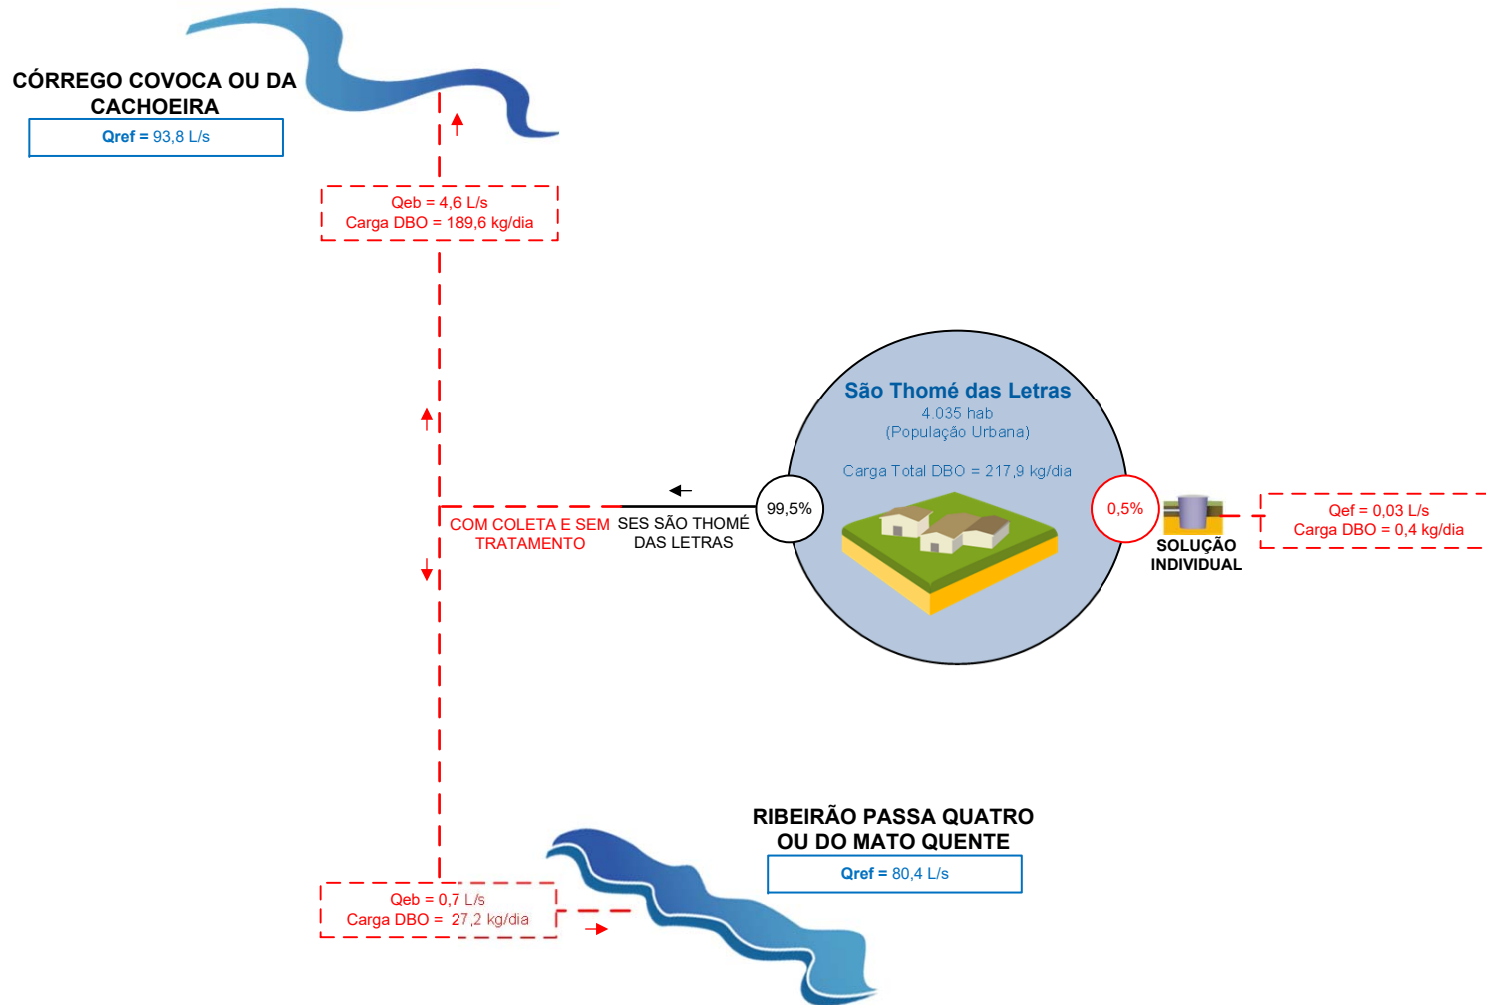 CÓRREGO COVOCA OU DA
CACHOEIRA
Qref = 93,8 L/s
Qeb = 4,6 L/s
Carga DBO = 189,6 kg/dia
São Thomé das Letras
4.035 hab
(População Urbana)
Carga Total DBO = 217,9 kg/dia
99,5%
0,5%
COM COLETA E SEM
TRATAMENTO
SES SÃO THOMÉ
DAS LETRAS
SOLUÇÃO
INDIVIDUAL
Qef = 0,03 L/s
Carga DBO = 0,4 kg/dia
RIBEIRÃO PASSA QUATRO
OU DO MATO QUENTE
Qref = 80,4 L/s
Qeb = 0,7 L/s
Carga DBO = 27,2 kg/dia